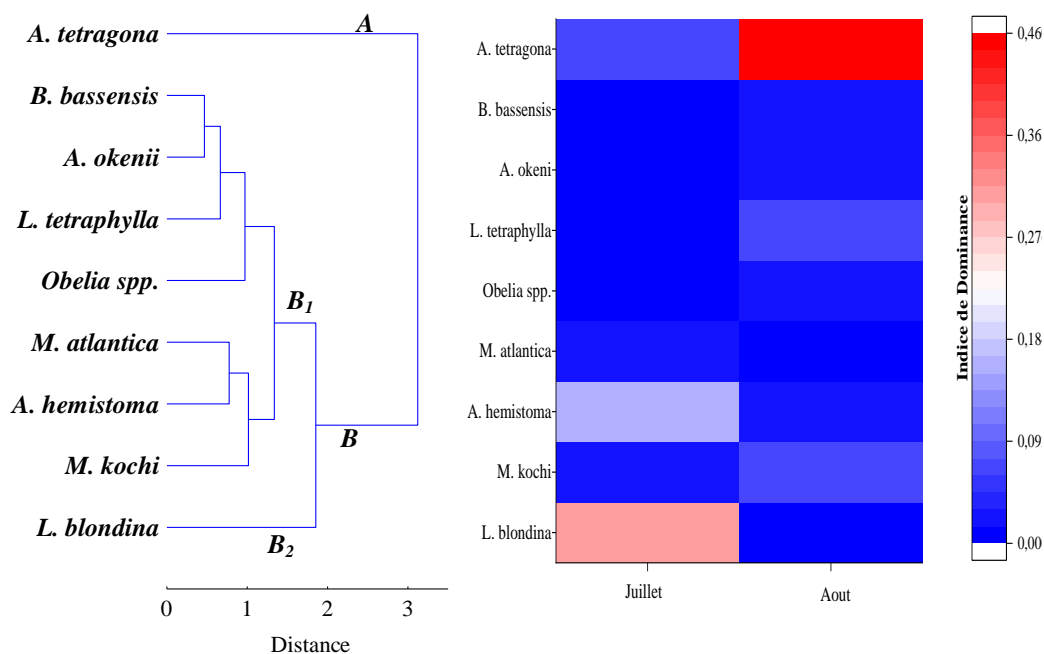 A
A. tetragona
B. bassensis
A. okenii
L. tetraphylla
Obelia spp.
B1
M. atlantica
A. hemistoma
B
M. kochi
L. blondina
B2
0 1 2 3
Distance
A. tetragona
B. bassensis
A. okeni
L. tetraphylla
Obelia spp.
M. atlantica
A. hemistoma
M. kochi
L. blondina
Juillet Aout
0,46
0,36
0,27
0,18
0,09
0,00
Indice de Dominance